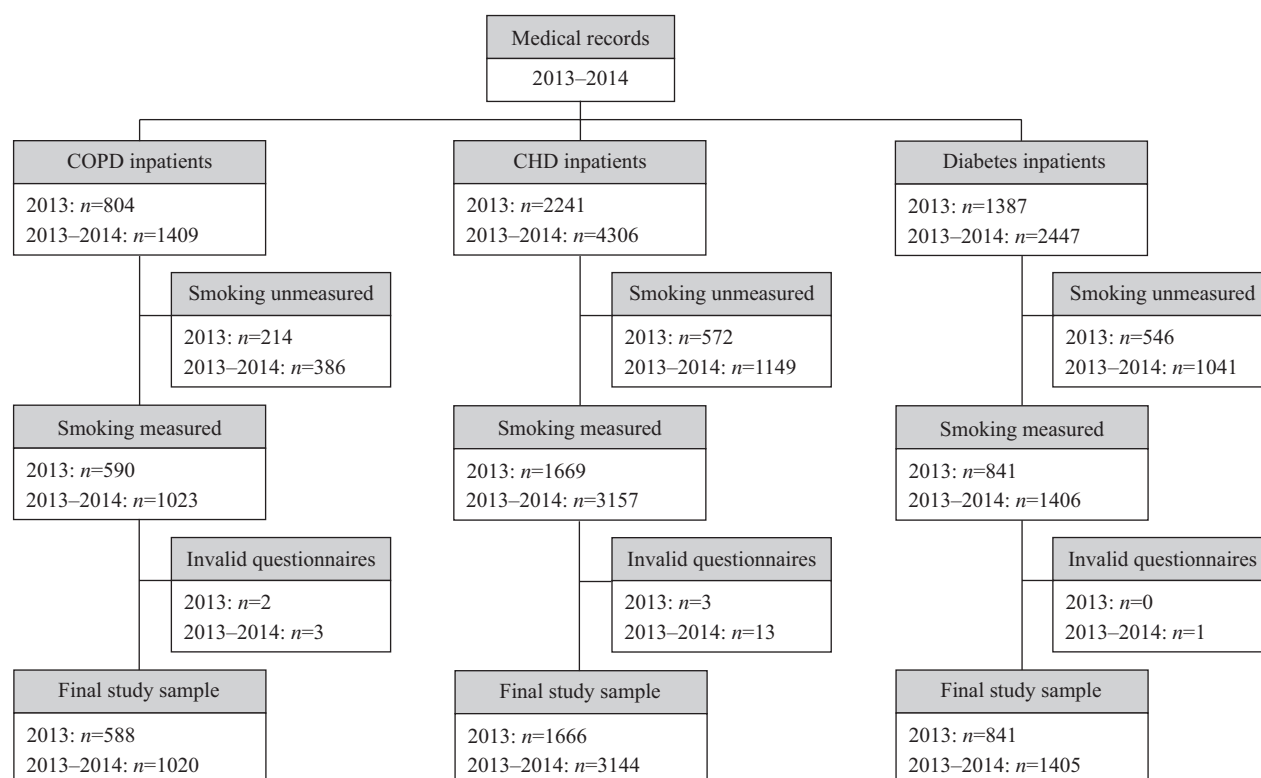 Medical records
2013–2014
COPD inpatients
2013: n=804
2013–2014: n=1409
CHD inpatients
2013: n=2241
2013–2014: n=4306
Diabetes inpatients
2013: n=1387
2013–2014: n=2447
Smoking unmeasured
2013: n=214
2013–2014: n=386
Smoking unmeasured
2013: n=572
2013–2014: n=1149
Smoking unmeasured
2013: n=546
2013–2014: n=1041
Smoking measured
2013: n=590
2013–2014: n=1023
Smoking measured
2013: n=1669
2013–2014: n=3157
Smoking measured
2013: n=841
2013–2014: n=1406
Invalid questionnaires
2013: n=2
2013–2014: n=3
Invalid questionnaires
2013: n=3
2013–2014: n=13
Invalid questionnaires
2013: n=0
2013–2014: n=1
Final study sample
2013: n=588
2013–2014: n=1020
Final study sample
2013: n=1666
2013–2014: n=3144
Final study sample
2013: n=841
2013–2014: n=1405